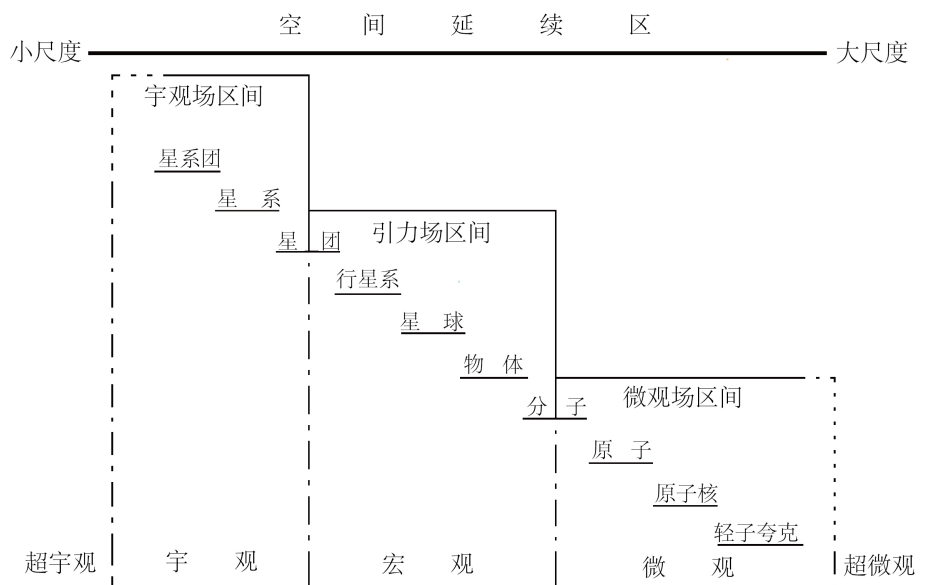 空 间 延 续 区
小尺度 大尺度
宇观场区间
星系团
星 系
引力场区间
星 团
行星系
星 球
物 体
微观场区间
分 子
原 子
原子核
轻子夸克
超宇观 宇 观 宏 观 微 观 超微观